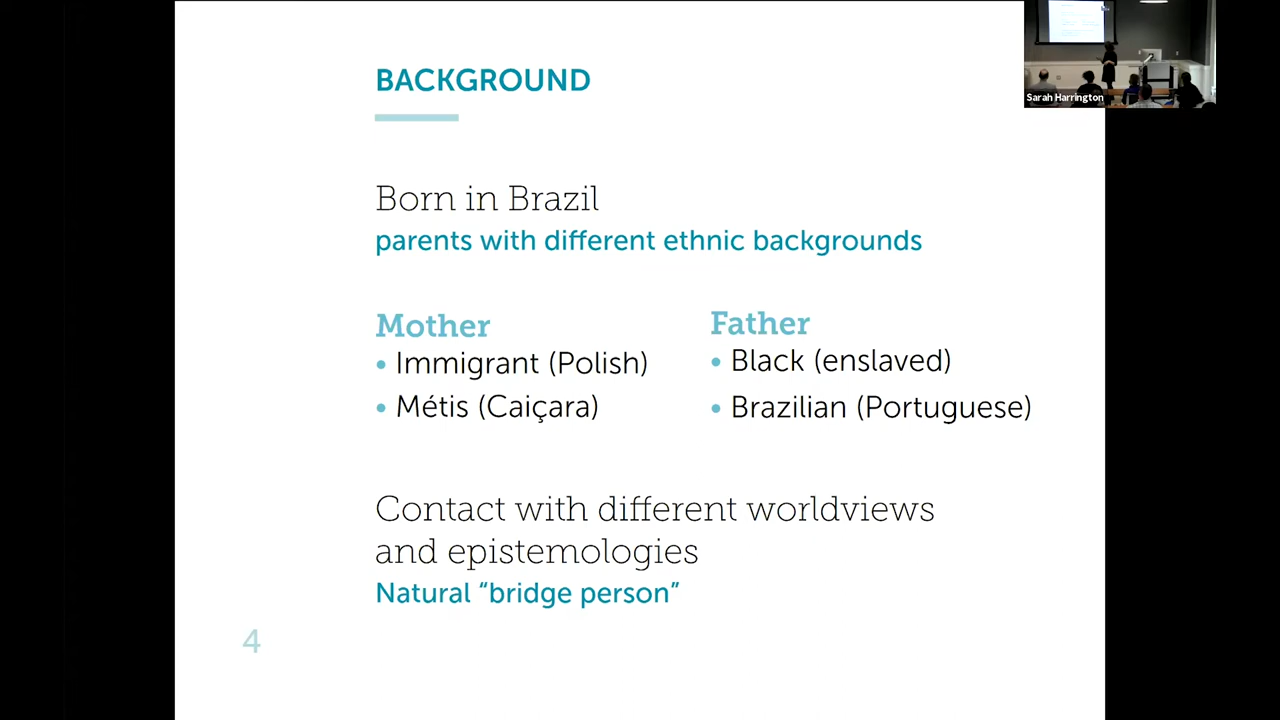 BACKGROUND
Born in Brazil
parents with different ethnic backgrounds
Mother
• Immigrant (Polish)
• Métis (Caiçara)
Father
• Black (enslaved)
• Brazilian (Portuguese)
Contact with different worldviews
and epistemologies
Natural “bridge person”
4
Sarah Harrington